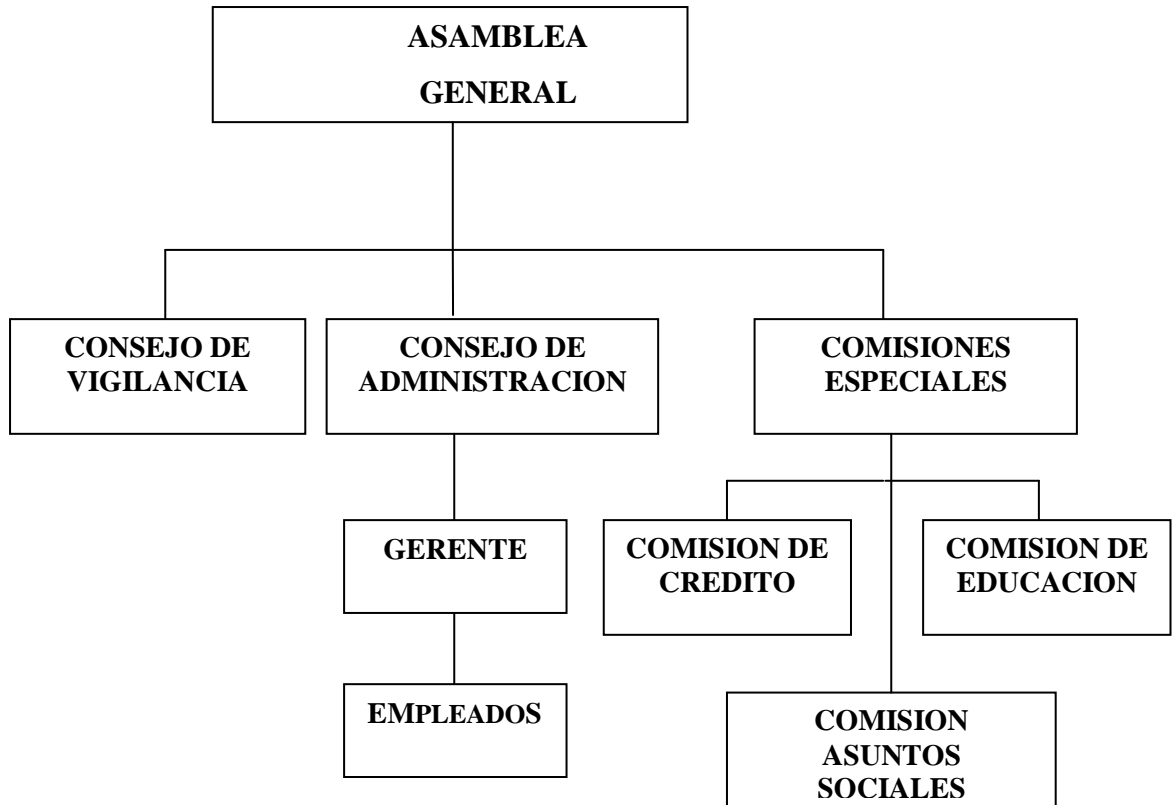 ASAMBLEA
GENERAL
CONSEJO DE
VIGILANCIA
CONSEJO DE
ADMINISTRACION
COMISIONES
ESPECIALES
GERENTE
COMISION DE
CREDITO
COMISION DE
EDUCACION
EMPLEADOS
COMISION
ASUNTOS
SOCIALES